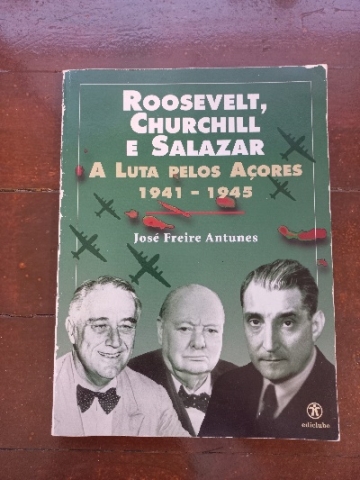 ROOSEVELT,
CHURCHILL
E SALAZAR
A LUTA PELOS AÇORES
1941 – 1945
José Freire Antunes
ediclube